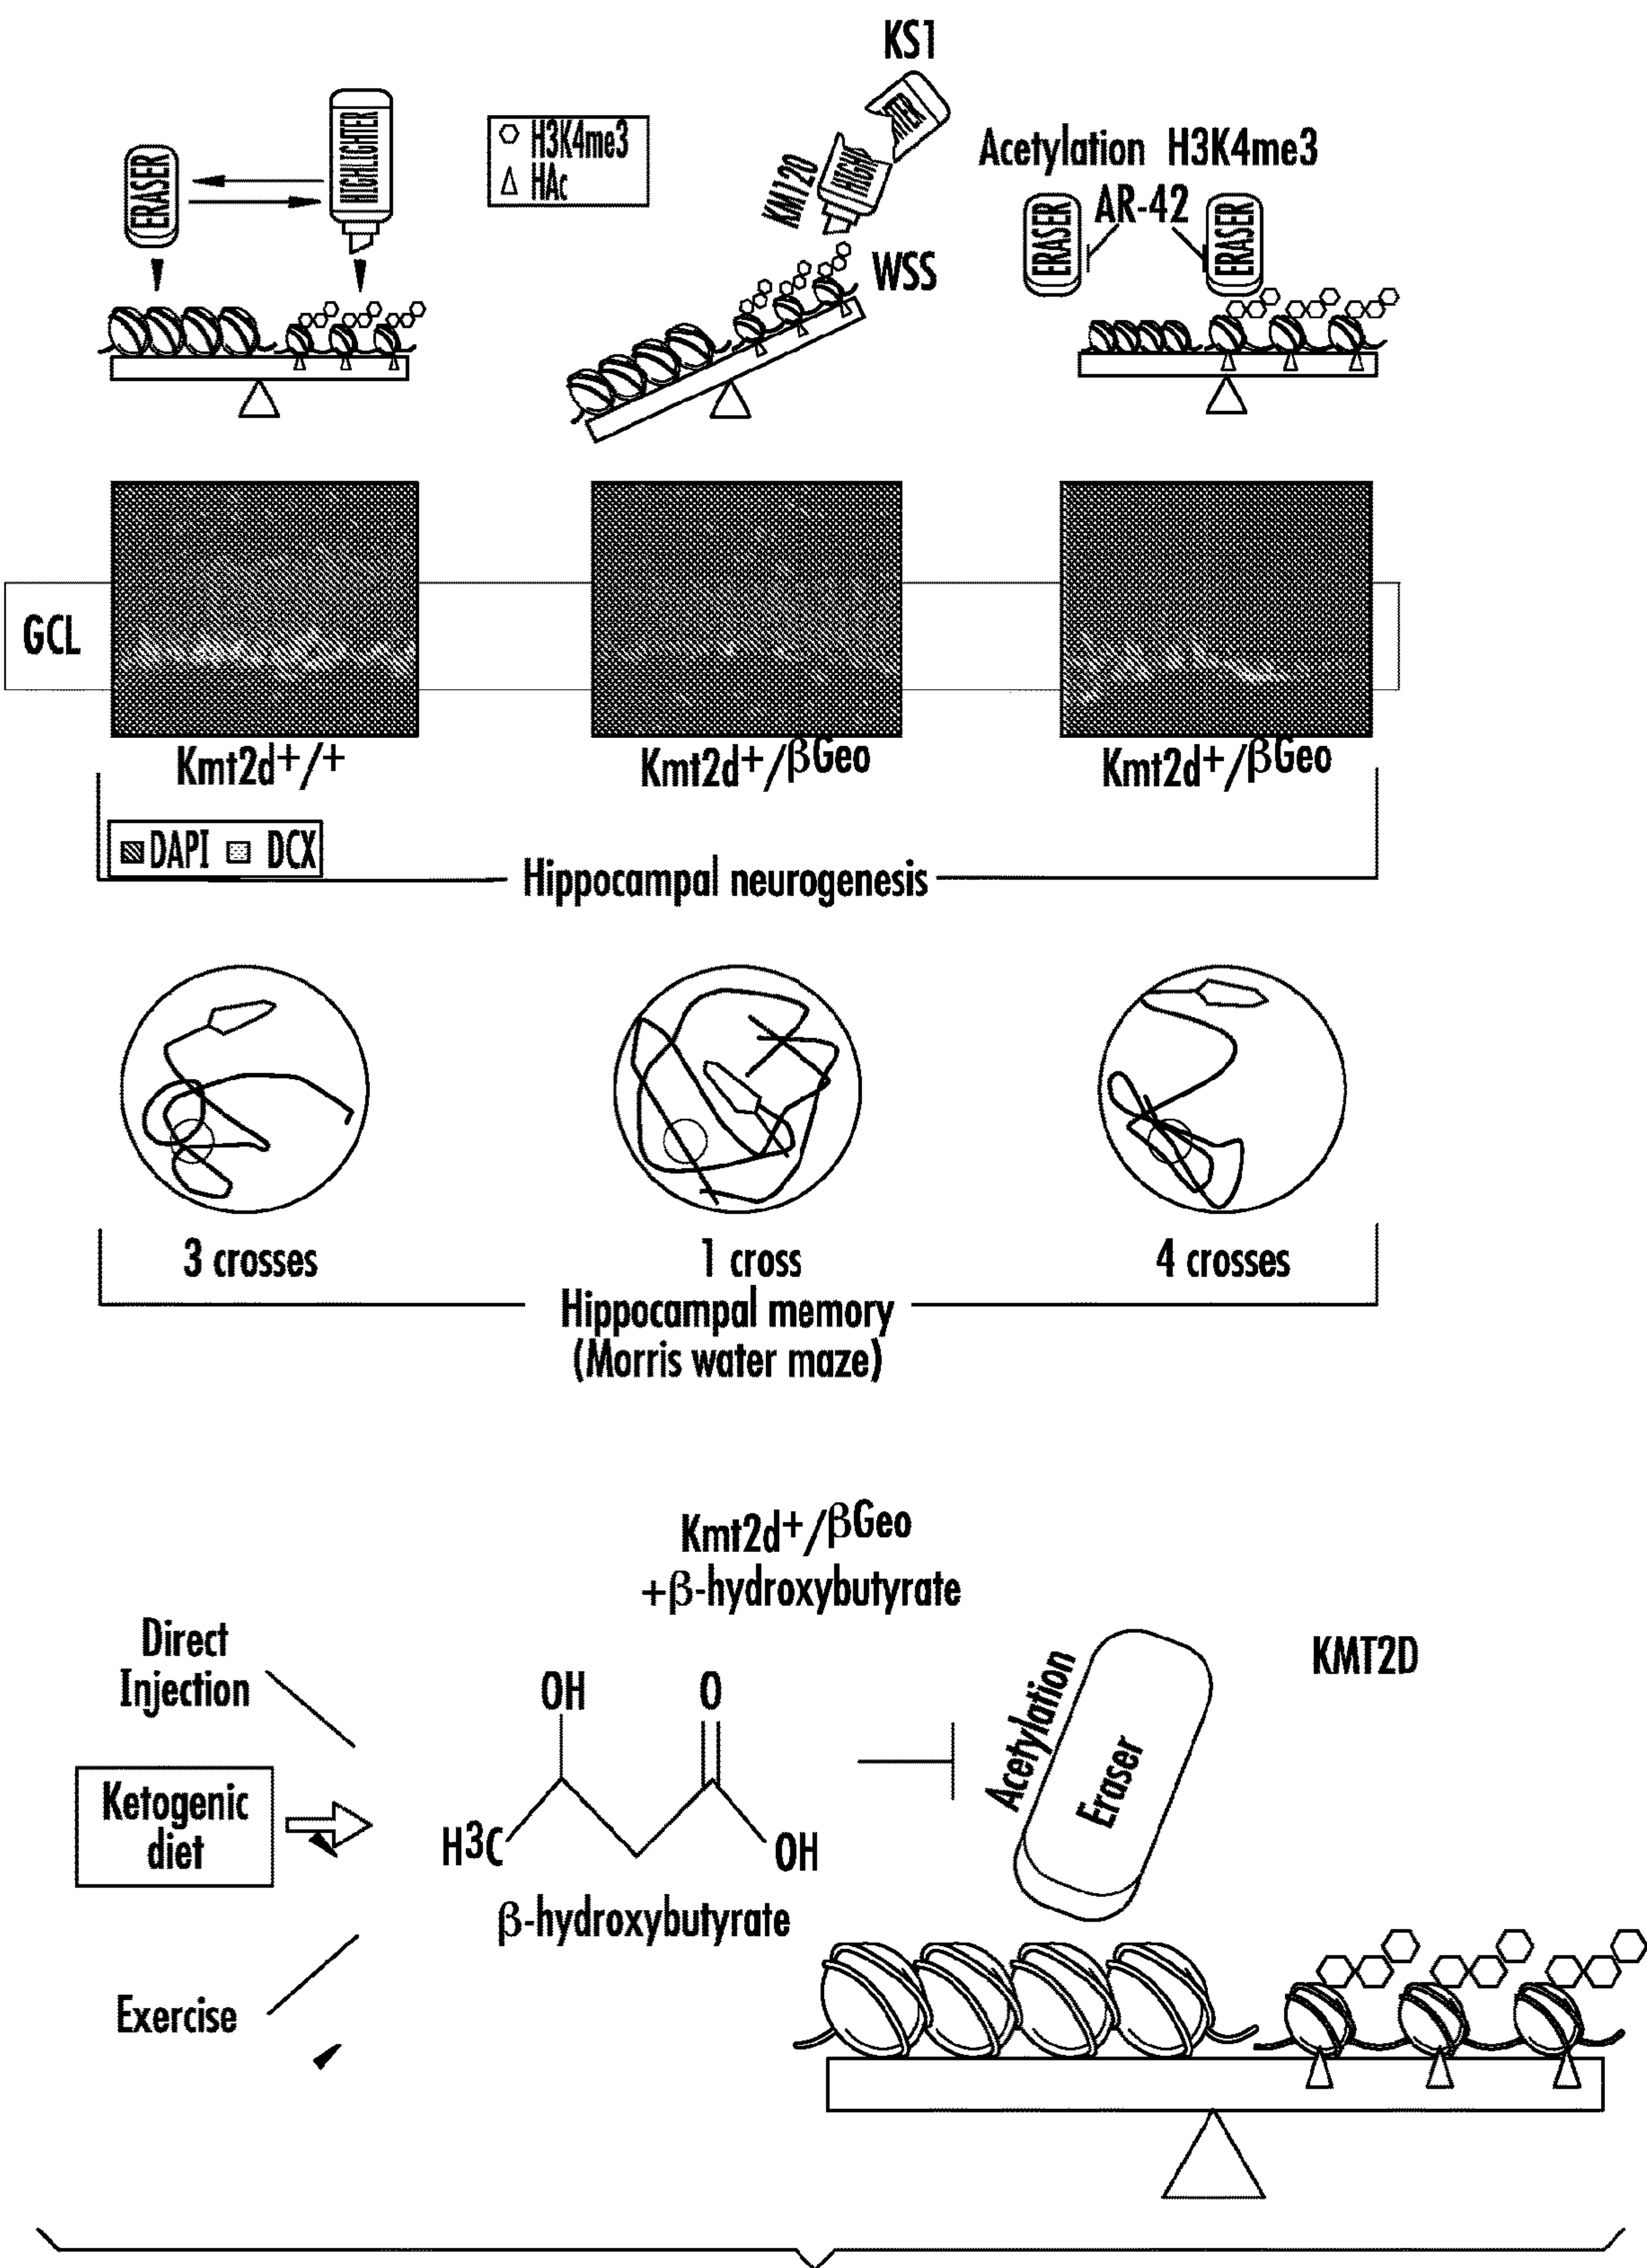 KS1
ERASER
HIGHLIGHTER
H3K4me3
HAc
KM120
HIGH
WSS
Acetylation H3K4me3
AR-42
ERASER
ERASER
GCL
Kmt2d+/+
Kmt2d+/βGeo
Kmt2d+/βGeo
DAPI DCX
Hippocampal neurogenesis
3 crosses
1 cross
4 crosses
Hippocampal memory
(Morris water maze)
Kmt2d+/βGeo
+β-hydroxybutyrate
Direct
Injection
Ketogenic
diet
Exercise
OH
O
H3C
OH
β-hydroxybutyrate
Acetylation
Eraser
KMT2D